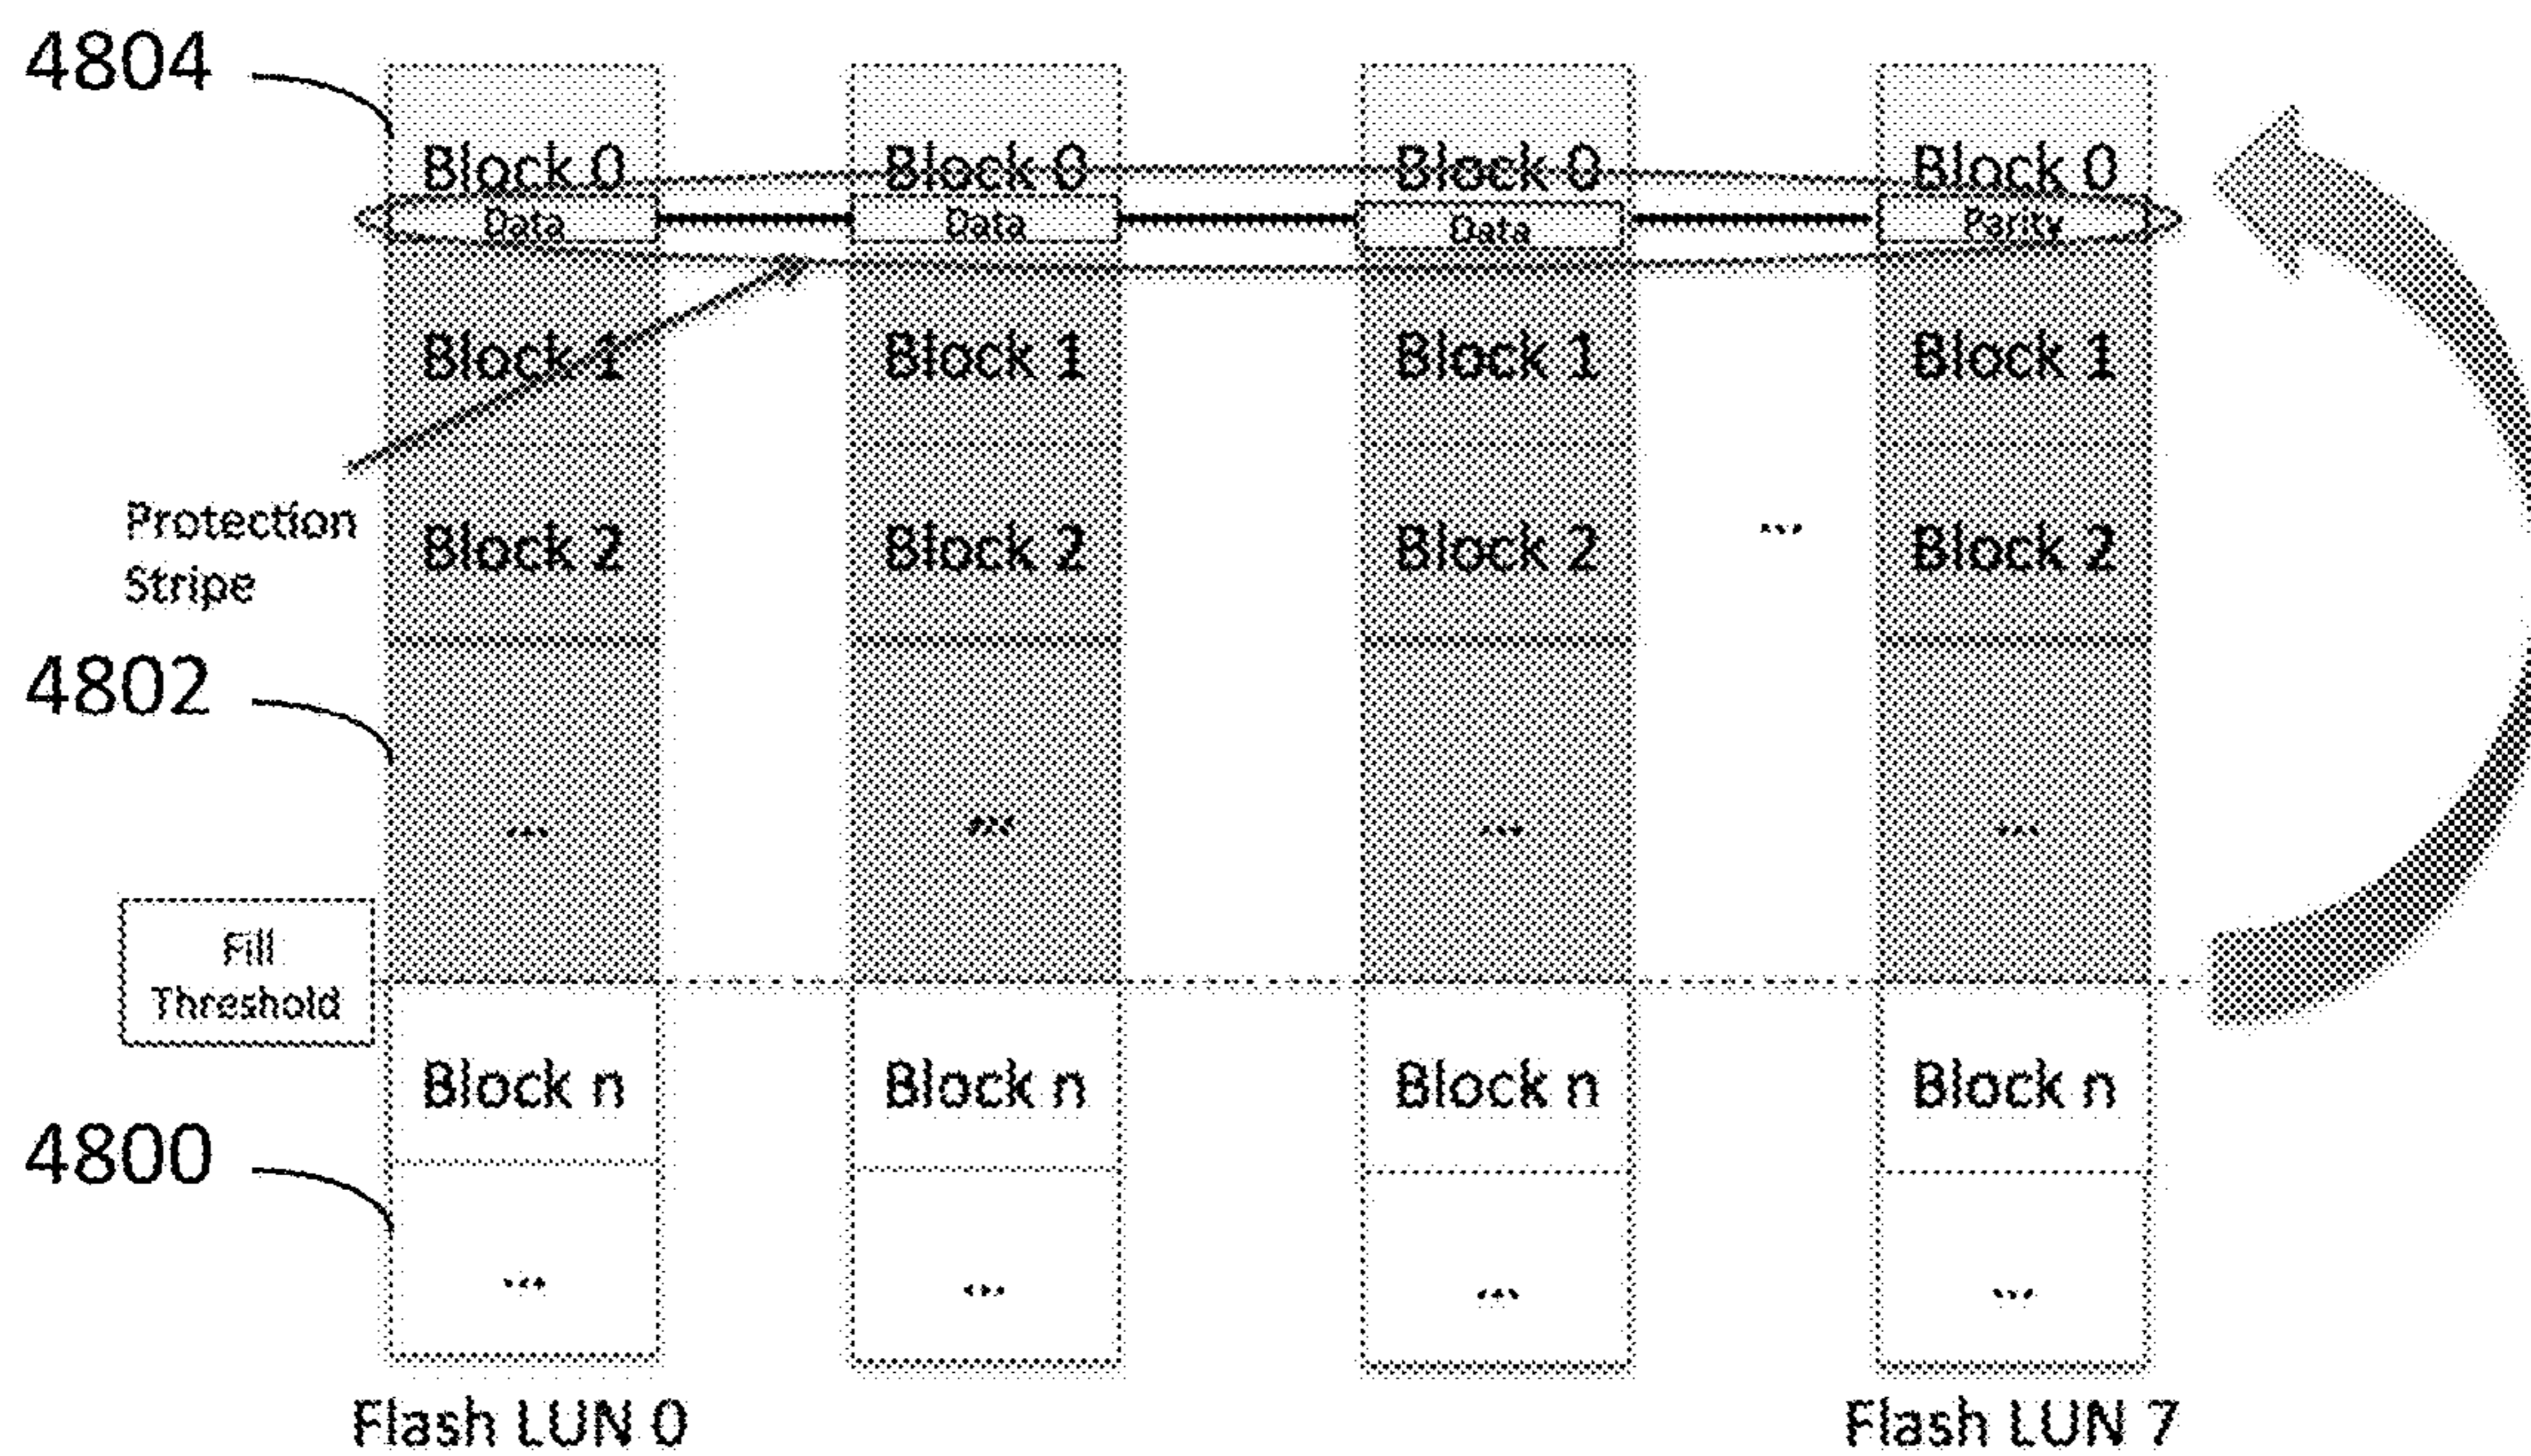 4804
Block 0 Block 0 Block 0 Block 0
Data Data Data Parity
Block 1 Block 1 Block 1 Block 1
Protection
Stripe
Block 2 Block 2 Block 2 ... Block 2
4802
... ... ... ...
Fill
Threshold
Block n Block n Block n Block n
4800
... ... ... ...
Flash LUN 0 Flash LUN 7